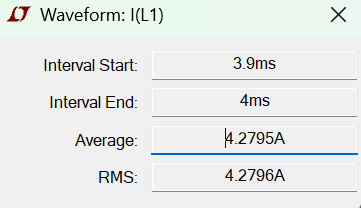 Waveform: I(L1)
Interval Start: 3.9ms
Interval End: 4ms
Average: 4.2795A
RMS: 4.2796A